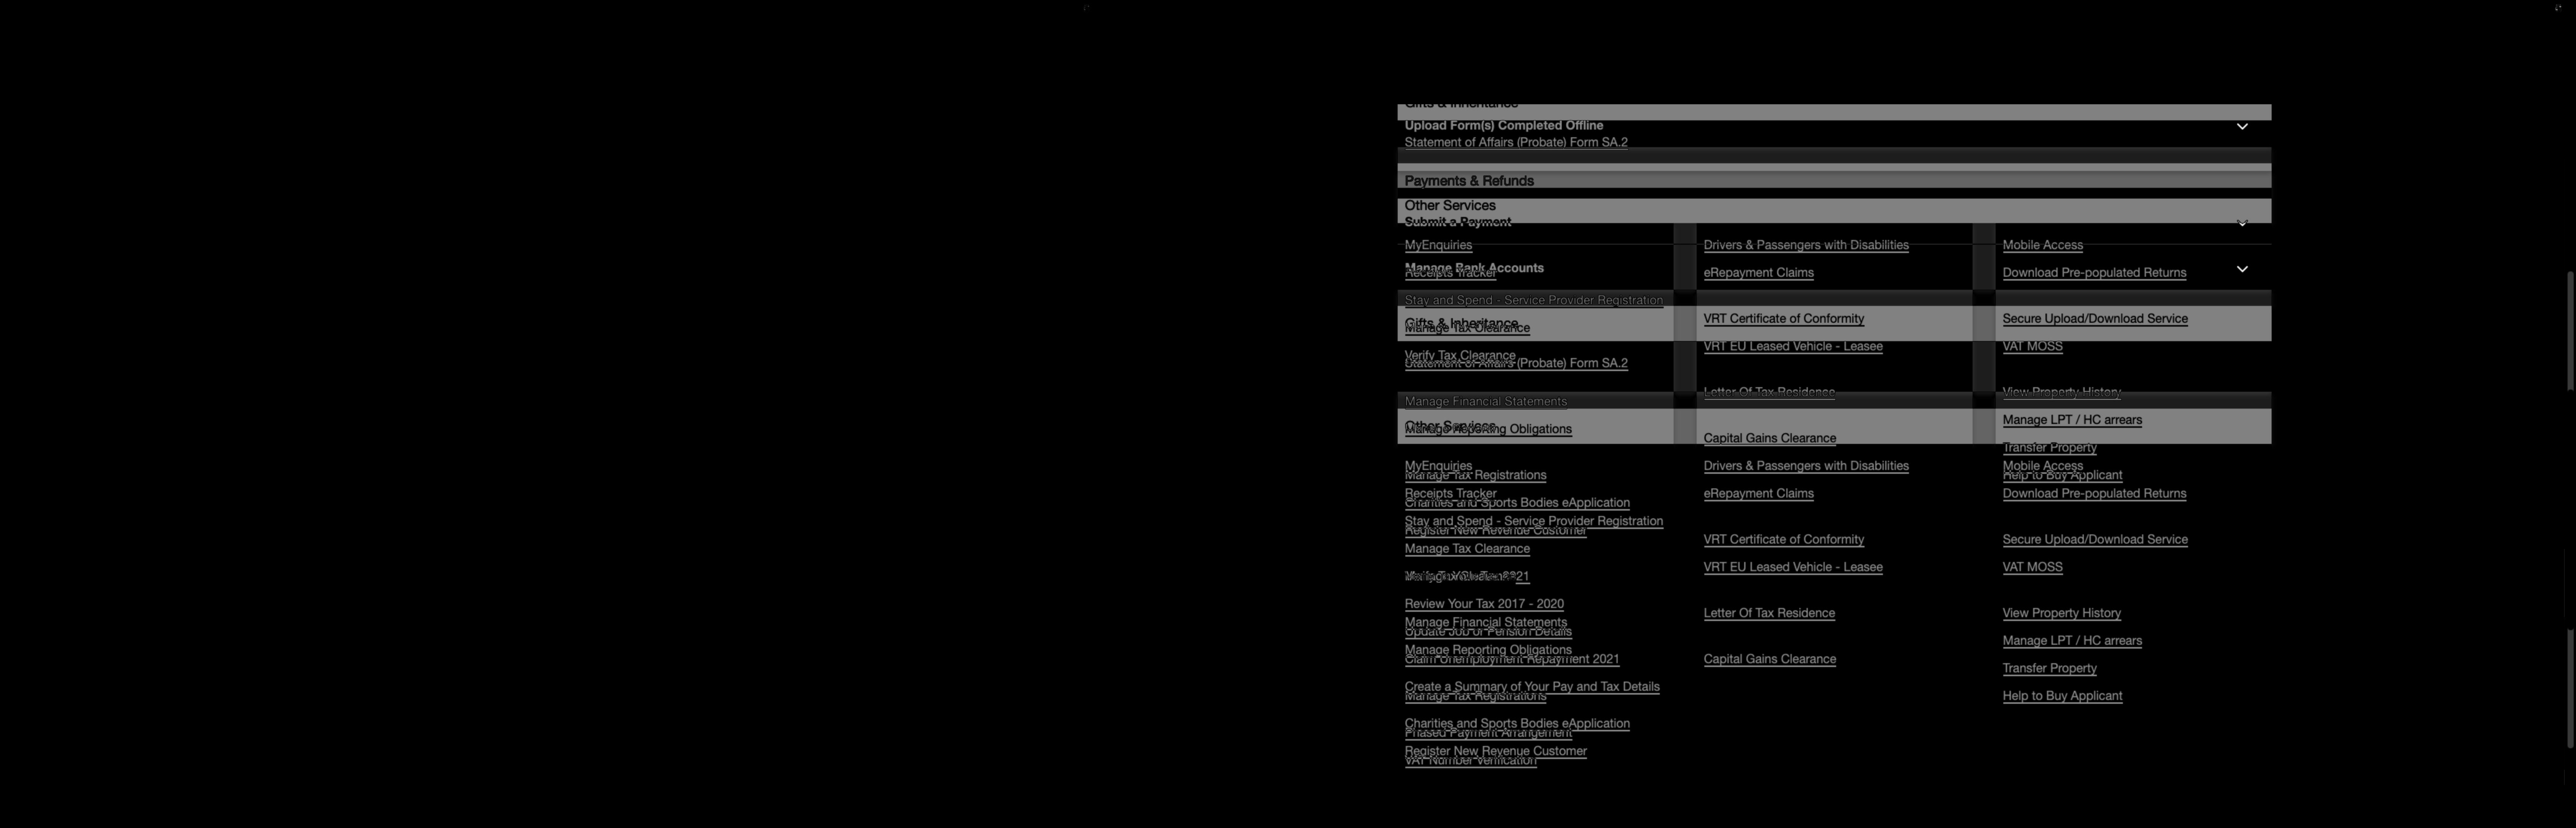 Gifts & Inheritance
Upload Form(s) Completed Offline
Statement of Affairs (Probate) Form SA.2
Payments & Refunds
Other Services
Submit a Payment
MyEnquiries
Drivers & Passengers with Disabilities
Mobile Access
Manage Bank Accounts
Receipts Tracker
eRepayment Claims
Download Pre-populated Returns
Stay and Spend - Service Provider Registration
Gifts & Inheritance
VRT Certificate of Conformity
Secure Upload/Download Service
Manage Tax Clearance
Verify Tax Clearance
VRT EU Leased Vehicle - Leasee
VAT MOSS
Statement of Affairs (Probate) Form SA.2
Letter Of Tax Residence
View Property History
Manage Financial Statements
Other Services
Manage Reporting Obligations
Manage LPT / HC arrears
Capital Gains Clearance
Transfer Property
MyEnquiries
Drivers & Passengers with Disabilities
Mobile Access
Manage Tax Registrations
Help to Buy Applicant
Receipts Tracker
eRepayment Claims
Download Pre-populated Returns
Charities and Sports Bodies eApplication
Stay and Spend - Service Provider Registration
Register New Revenue Customer
Manage Tax Clearance
VRT Certificate of Conformity
Secure Upload/Download Service
VRT EU Leased Vehicle - Leasee
VAT MOSS
Review Your Tax 2017 - 2020
Letter Of Tax Residence
View Property History
Manage Financial Statements
Update Job or Pension Details
Manage LPT / HC arrears
Manage Reporting Obligations
Claim Unemployment Repayment 2021
Capital Gains Clearance
Transfer Property
Create a Summary of Your Pay and Tax Details
Manage Tax Registrations
Help to Buy Applicant
Charities and Sports Bodies eApplication
Phased Payment Arrangement
Register New Revenue Customer
VAT Number Verification